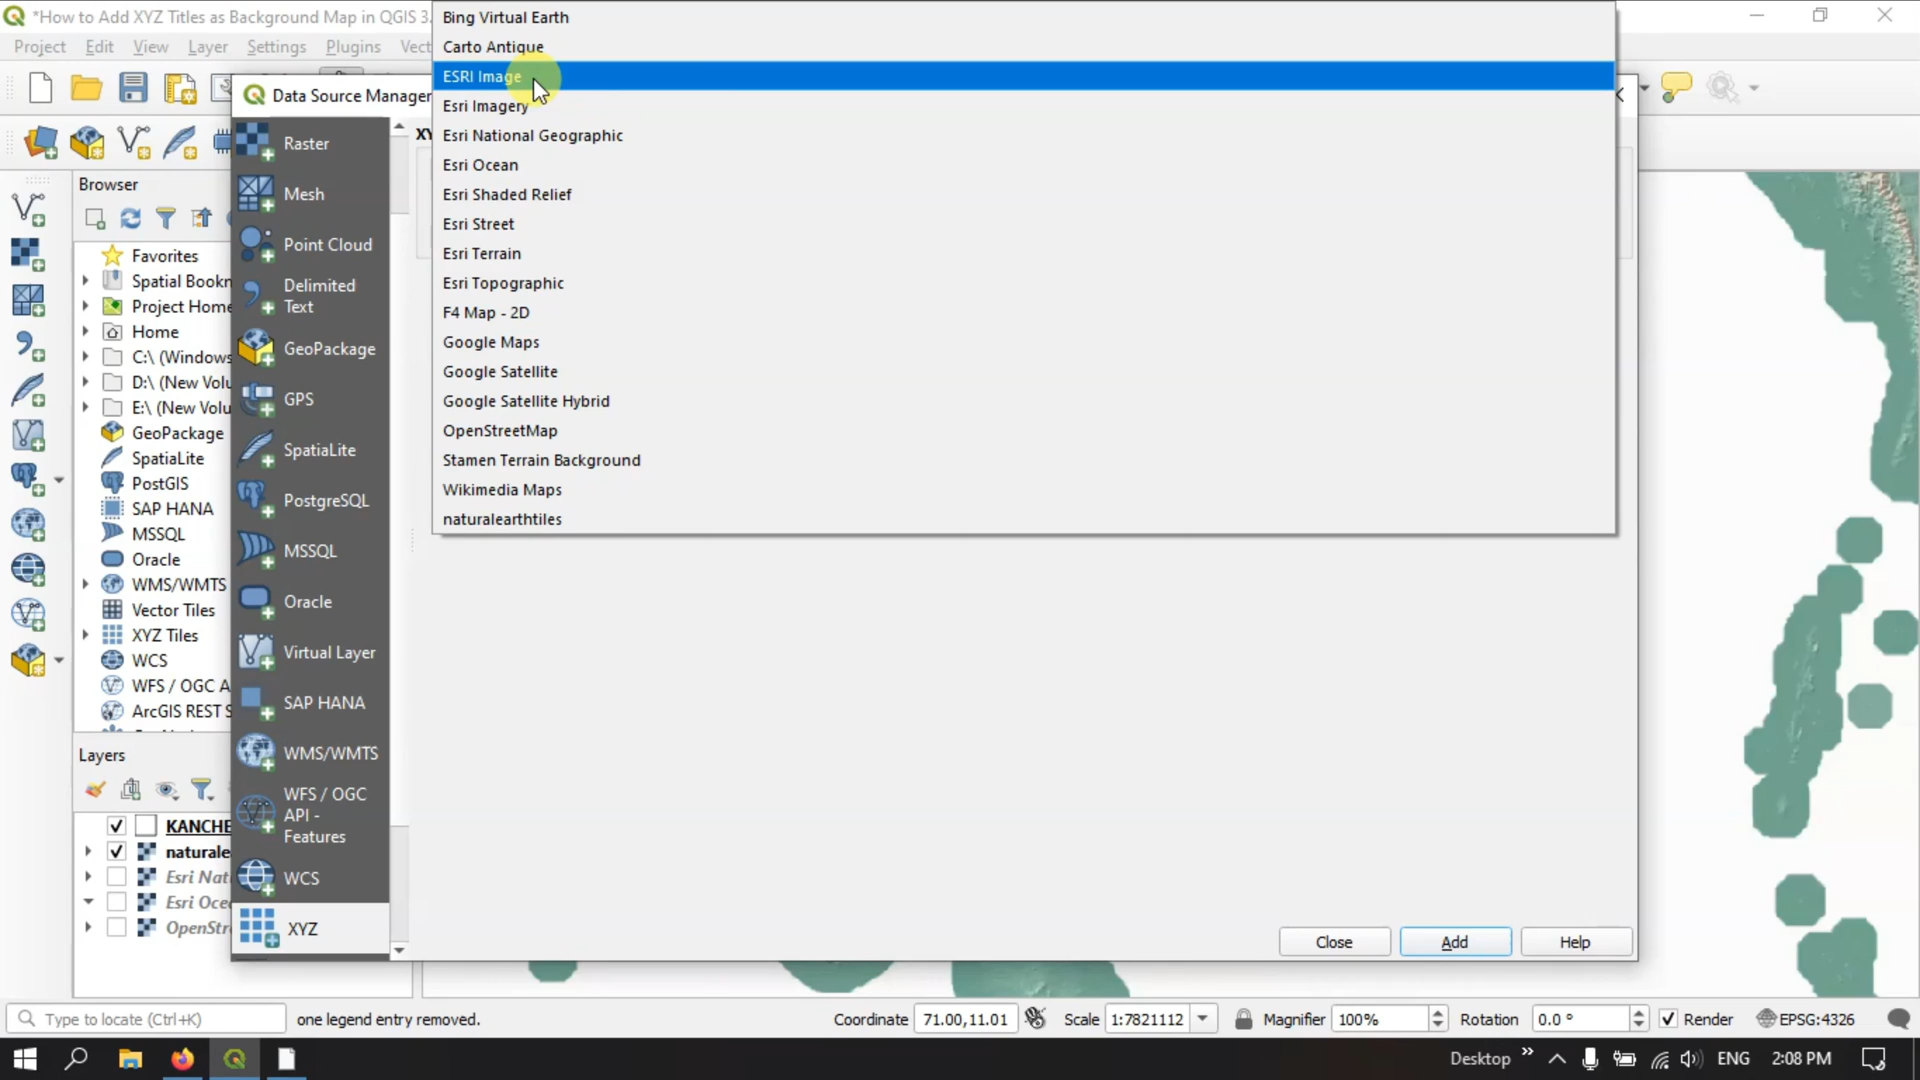 *How to Add XYZ Titles as Background Map in QGIS 3.
Project Edit View Layer Settings Plugins Vect
Data Source Manager
Bing Virtual Earth
Carto Antique
ESRI Image
Esri Imagery
Esri National Geographic
Esri Ocean
Esri Shaded Relief
Esri Street
Esri Terrain
Esri Topographic
F4 Map - 2D
Google Maps
Google Satellite
Google Satellite Hybrid
OpenStreetMap
Stamen Terrain Background
Wikimedia Maps
naturalearthtiles
XY
Raster
Mesh
Point Cloud
Delimited
Text
GeoPackage
GPS
SpatiaLite
PostgreSQL
MSSQL
Oracle
Virtual Layer
SAP HANA
WMS/WMTS
WFS / OGC
API -
Features
WCS
XYZ
Browser
Favorites
Spatial Bookn
Project Home
Home
C:\ (Windows
D:\ (New Volu
E:\ (New Volu
GeoPackage
SpatiaLite
PostGIS
SAP HANA
MSSQL
Oracle
WMS/WMTS
Vector Tiles
XYZ Tiles
WCS
WFS / OGC A
ArcGIS REST S
Layers
KANCHE
naturale
Esri Nat
Esri Oce
OpenStr
Close Add Help
Type to locate (Ctrl+K) one legend entry removed. Coordinate 71.00,11.01 Scale 1:7821112 Magnifier 100% Rotation 0.0 ° Render EPSG:4326
Desktop ENG 2:08 PM